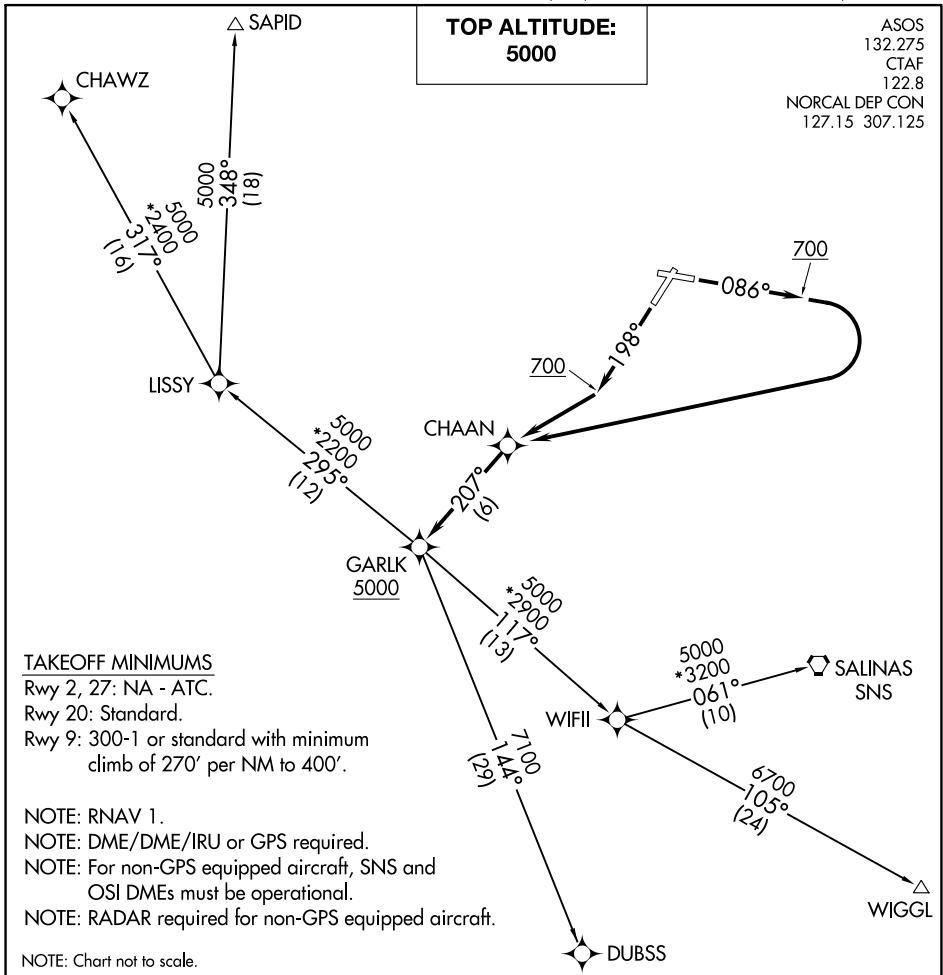 SAPID
TOP ALTITUDE:
5000
ASOS
132.275
CTAF
122.8
NORCAL DEP CON
127.15 307.125
CHAWZ
5000
348°
(18)
5000
*2400
317°
(16)
700
086°
198°
700
LISSY
CHAAN
5000
*2200
295°
(12)
207°
(6)
GARLK
5000
5000
*2900
117°
(13)
5000
*3200
061°
(10)
SALINAS
SNS
WIFII
7100
144°
(29)
6700
105°
(24)
WIGGL
DUBSS
TAKEOFF MINIMUMS
Rwy 2, 27: NA - ATC.
Rwy 20: Standard.
Rwy 9: 300-1 or standard with minimum
climb of 270' per NM to 400'.
NOTE: RNAV 1.
NOTE: DME/DME/IRU or GPS required.
NOTE: For non-GPS equipped aircraft, SNS and
OSI DMEs must be operational.
NOTE: RADAR required for non-GPS equipped aircraft.
NOTE: Chart not to scale.